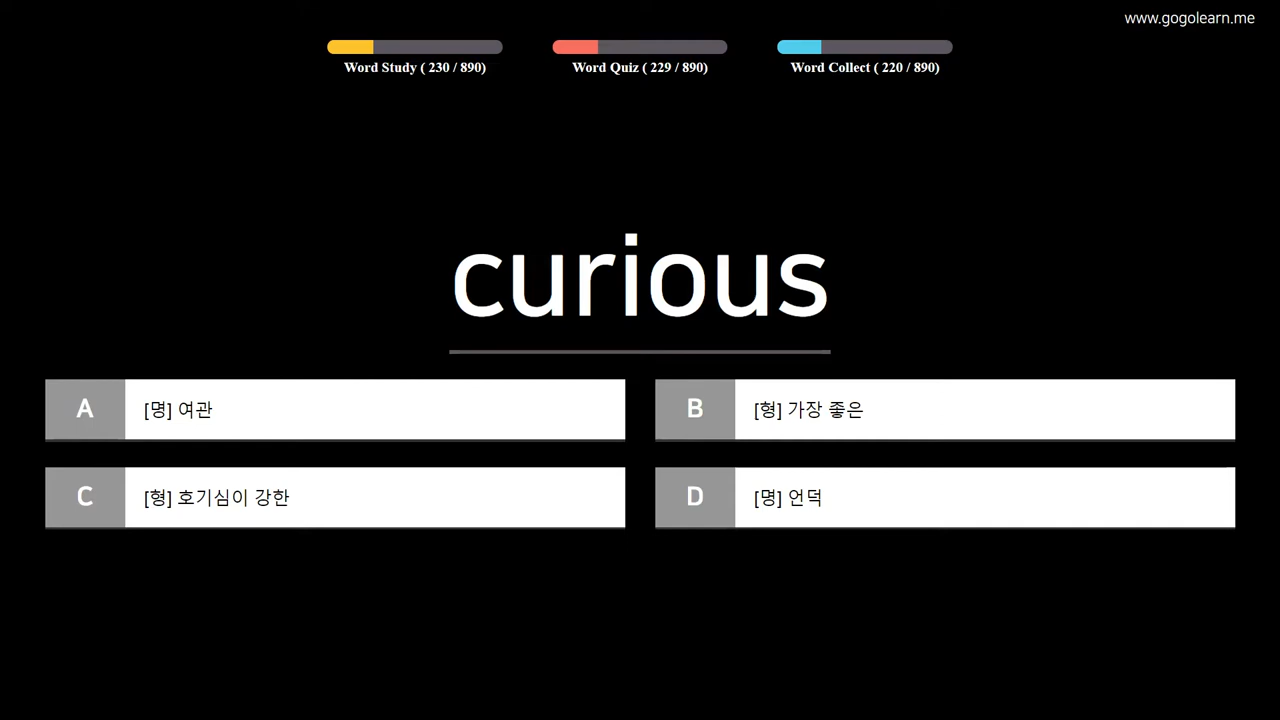 www.gogolearn.me
Word Study ( 230 / 890)
Word Quiz ( 229 / 890)
Word Collect ( 220 / 890)
curious
A [명] 여관
B [형] 가장 좋은
C [형] 호기심이 강한
D [명] 언덕